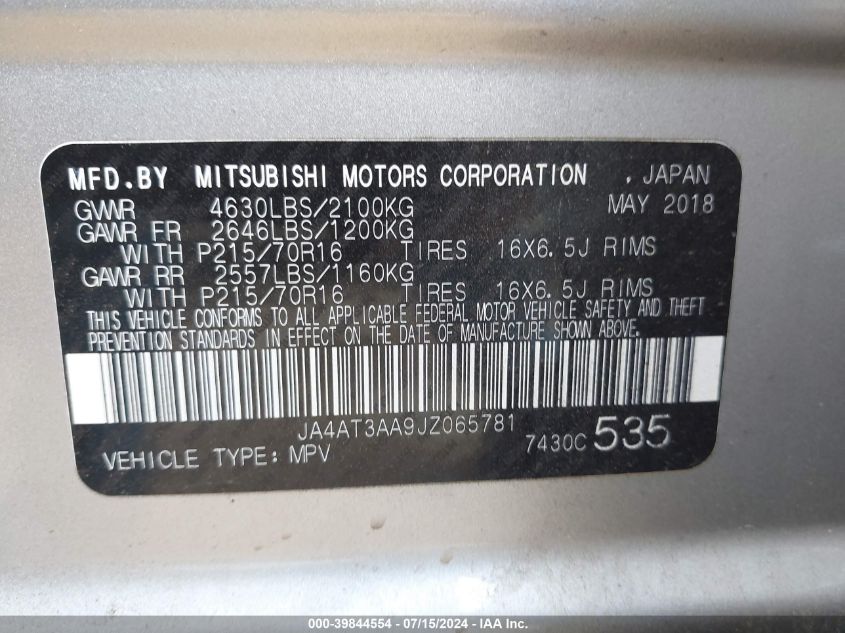 MFD.BY MITSUBISHI MOTORS CORPORATION . JAPAN
GVWR 4630LBS/2100KG MAY 2018
GAWR FR 2646LBS/1200KG
WITH P215/70R16 TIRES 16X6.5J RIMS
GAWR RR 2557LBS/1160KG
WITH P215/70R16 TIRES 16X6.5J RIMS
THIS VEHICLE CONFORMS TO ALL APPLICABLE FEDERAL MOTOR VEHICLE SAFETY AND THEFT
PREVENTION STANDARDS IN EFFECT ON THE DATE OF MANUFACTURE SHOWN ABOVE.
JA4AT3AA9JZ065781
VEHICLE TYPE: MPV 7430C 535
000-39844554 - 07/15/2024 - IAA Inc.